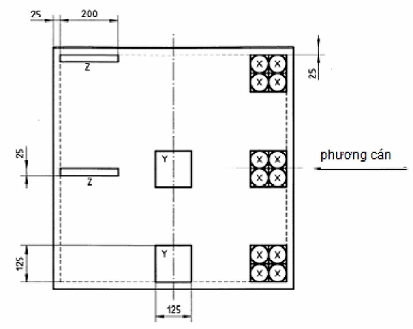 25 200
Z
X X
X X
25
25
Y
X X
X X
phương cán
Z
125
Y
X X
X X
125